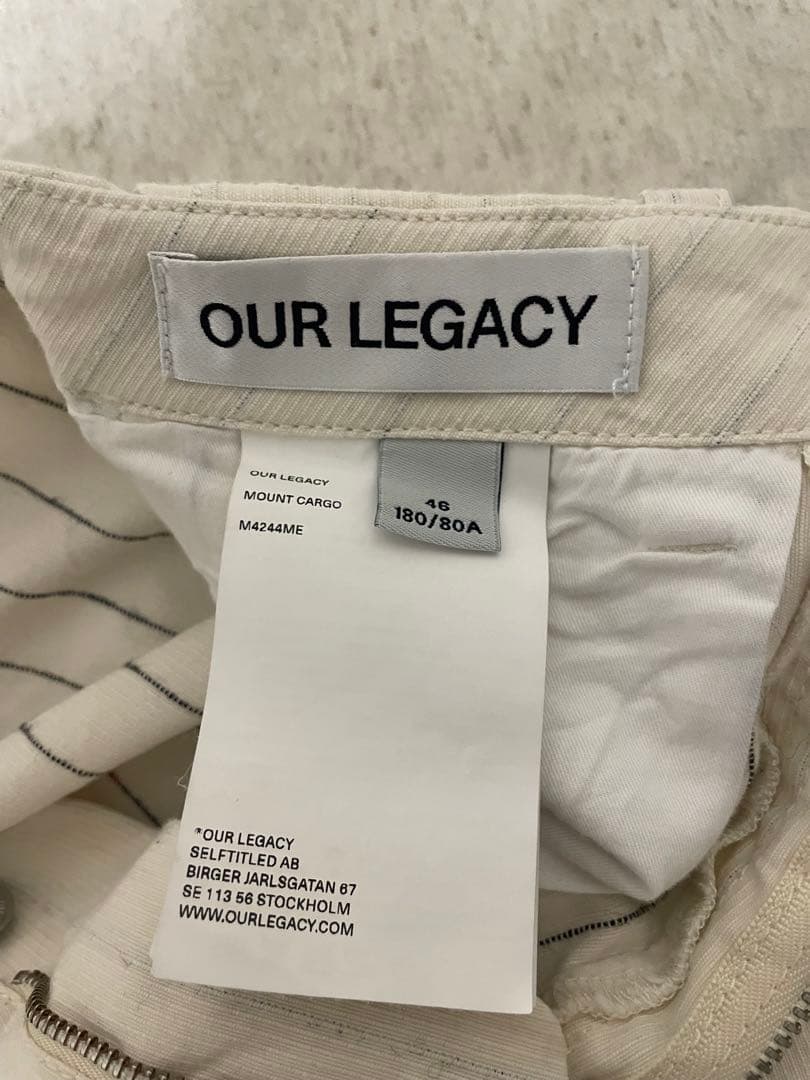 OUR LEGACY
OUR LEGACY
MOUNT CARGO
M4244ME
46
180/80A
*OUR LEGACY
SELFTITLED AB
BIRGER JARLSGATAN 67
SE 113 56 STOCKHOLM
WWW.OURLEGACY.COM